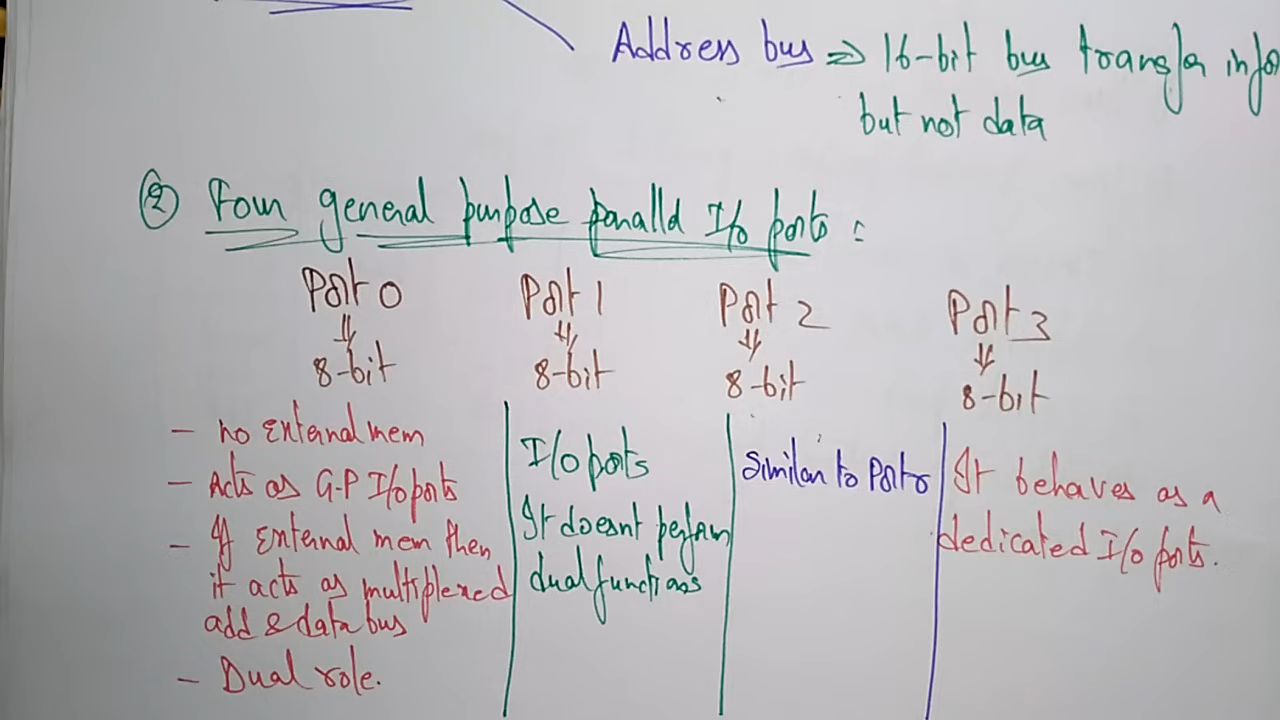 Address bus ⇒ 16-bit bus transfer info
but not data
② Four general purpose parallel I/o ports :
Port 0 Port 1 Port 2 Port 3
⇓ ⇓ ⇓ ⇓
8-bit 8-bit 8-bit 8-bit
- no External mem
- Acts as G-P I/o ports
- If External mem then
it acts as multiplexed
add & data bus
- Dual role.
I/o ports
It doesnt perform
dual functions
Similar to Port 0
It behaves as a
dedicated I/o ports.